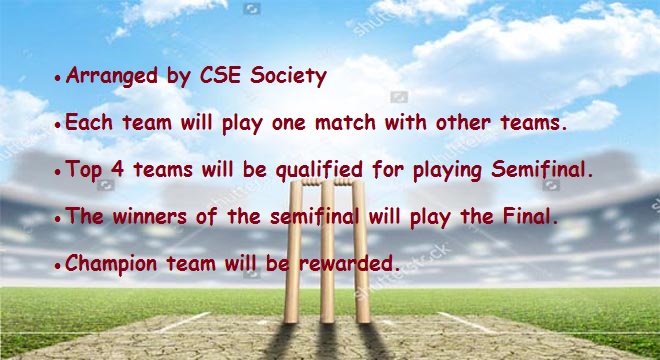 •Arranged by CSE Society
•Each team will play one match with other teams.
•Top 4 teams will be qualified for playing Semifinal.
•The winners of the semifinal will play the Final.
•Champion team will be rewarded.